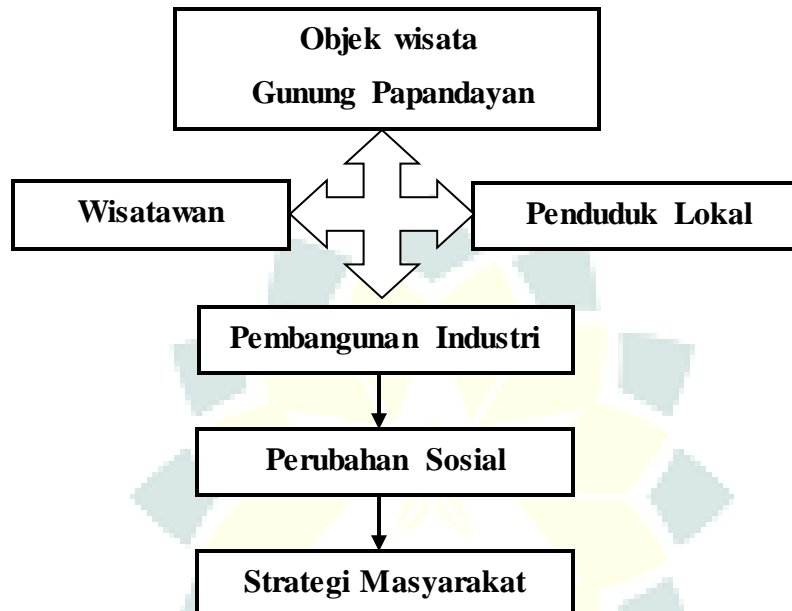 Objek wisata
Gunung Papandayan
Wisatawan
Penduduk Lokal
Pembangunan Industri
Perubahan Sosial
Strategi Masyarakat